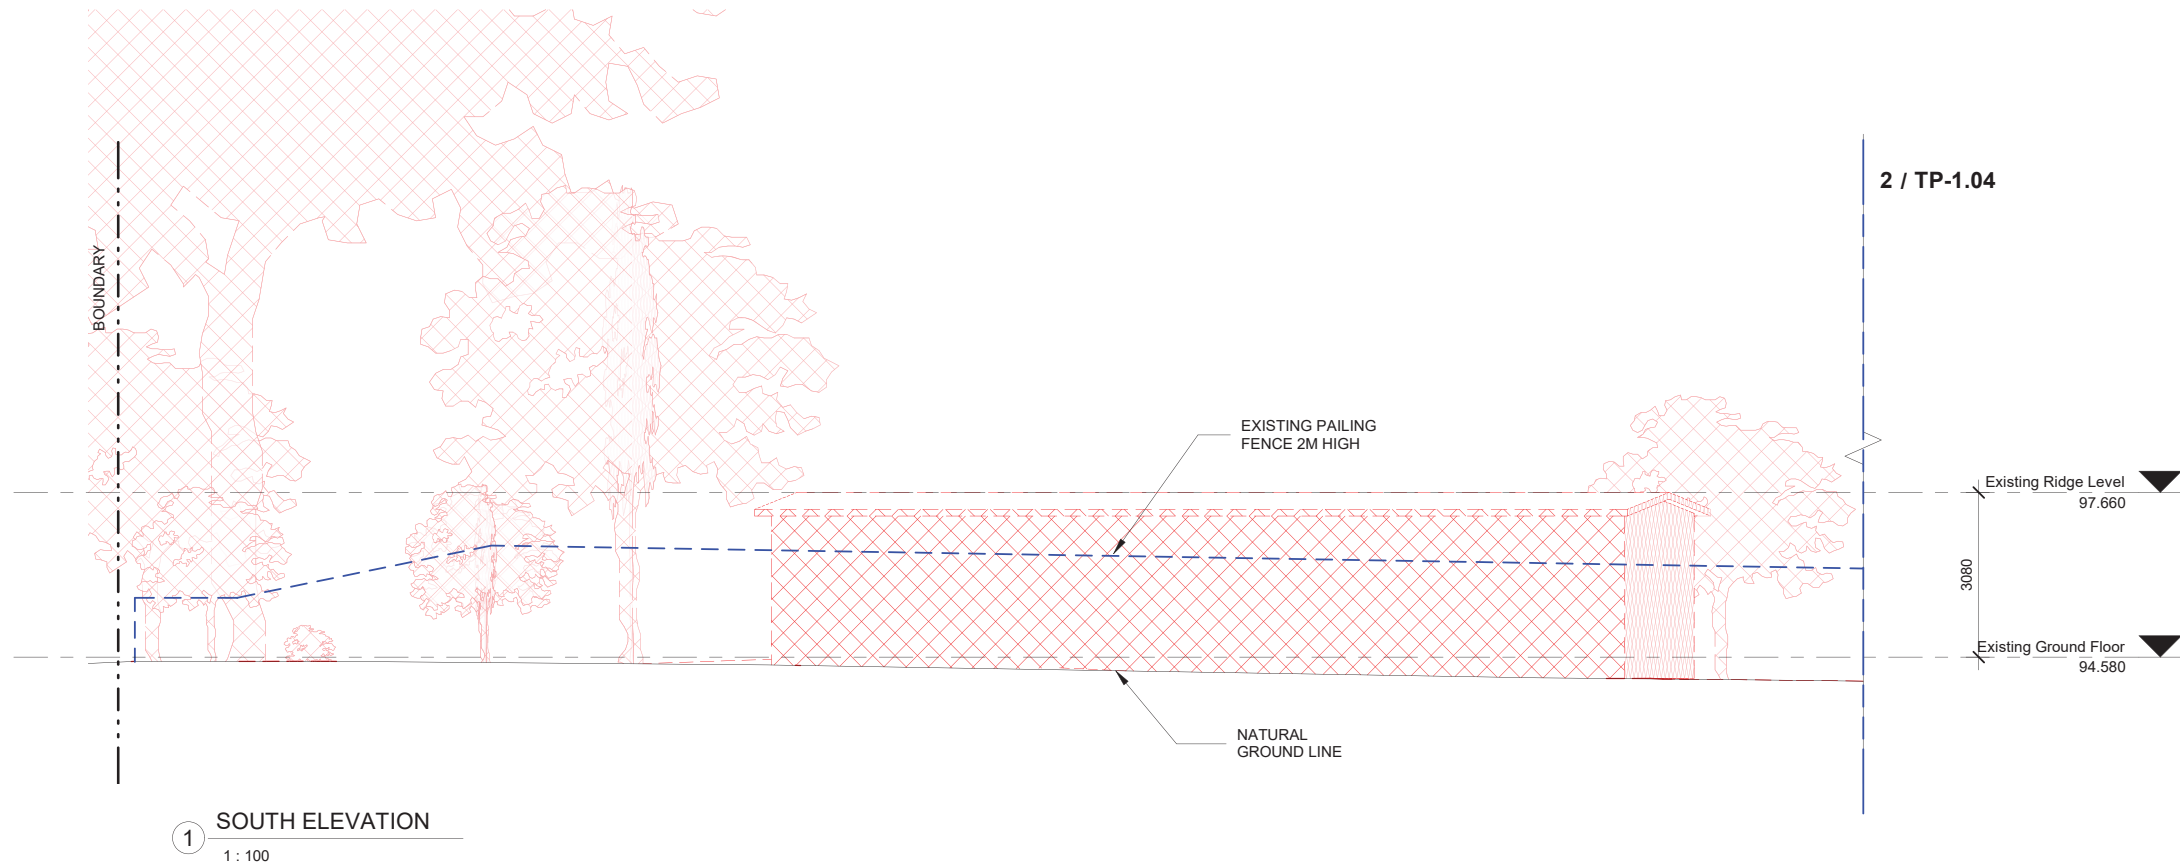 2 / TP-1.04
BOUNDARY
EXISTING PAILING
FENCE 2M HIGH
Existing Ridge Level
97.660
3080
Existing Ground Floor
94.580
NATURAL
GROUND LINE
1
SOUTH ELEVATION
1 : 100